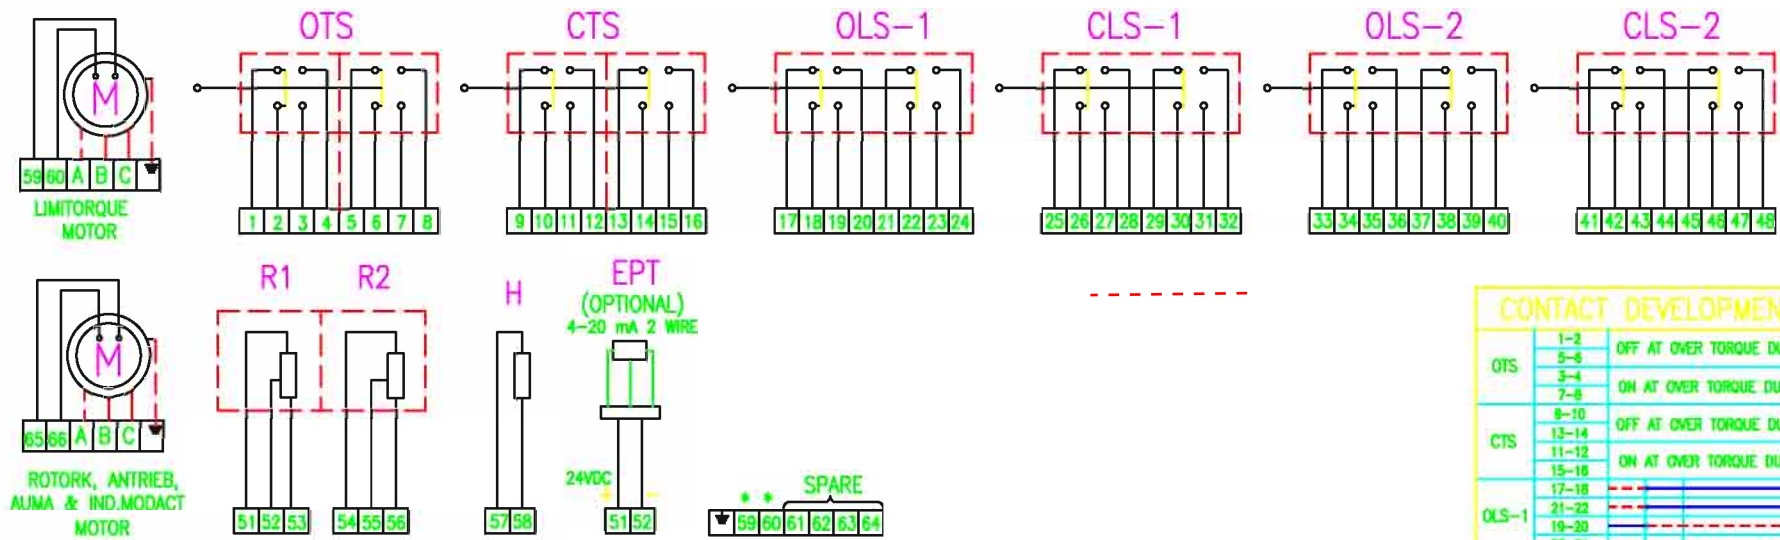 OTS CTS OLS-1 CLS-1 OLS-2 CLS-2
M
59 60 A B C
LIMITORQUE
MOTOR
1 2 3 4 5 6 7 8
9 10 11 12 13 14 15 16
17 18 19 20 21 22 23 24
25 26 27 28 29 30 31 32
33 34 35 36 37 38 39 40
41 42 43 44 45 46 47 48
M
65 66 A B C
ROTORK, ANTRIEB,
AUMA & IND.MODACT
MOTOR
R1 R2
51 52 53
54 55 56
H
57 58
EPT
(OPTIONAL)
4-20 mA 2 WIRE
24VDC
+ -
51 52
* *
SPARE
59 60 61 62 63 64
CONTACT DEVELOPMEN
OTS
1-2
5-6
OFF AT OVER TORQUE DU
3-4
7-8
ON AT OVER TORQUE DU
CTS
9-10
13-14
OFF AT OVER TORQUE DU
11-12
15-16
ON AT OVER TORQUE DU
OLS-1
17-18
21-22
19-20